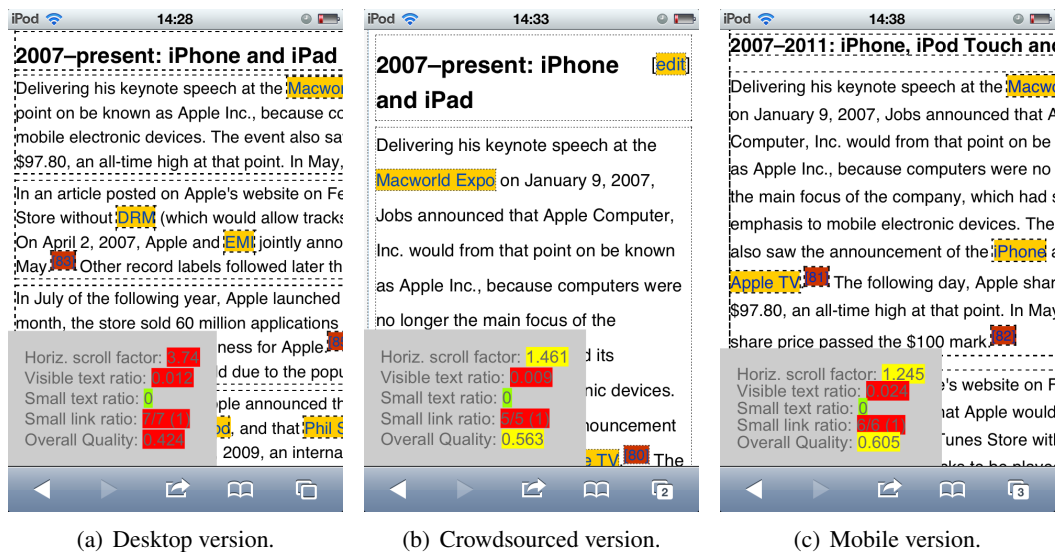 iPod 14:28
2007–present: iPhone and iPad
Delivering his keynote speech at the Macwor
point on be known as Apple Inc., because co
mobile electronic devices. The event also sa
$97.80, an all-time high at that point. In May,
In an article posted on Apple's website on Fe
Store without DRM (which would allow tracks
On April 2, 2007, Apple and EMI jointly anno
May.[83] Other record labels followed later th
In July of the following year, Apple launched
month, the store sold 60 million applications
ness for Apple.[8
d due to the popu
ple announced th
od, and that Phil S
2009, an interna
Horiz. scroll factor: 3.74
Visible text ratio: 0.012
Small text ratio: 0
Small link ratio: 7/7 (1)
Overall Quality: 0.424
(a) Desktop version.
iPod 14:33
2007–present: iPhone [edit]
and iPad
Delivering his keynote speech at the
Macworld Expo on January 9, 2007,
Jobs announced that Apple Computer,
Inc. would from that point on be known
as Apple Inc., because computers were
no longer the main focus of the
d its
nic devices.
nouncement
e TV.[80] The
Horiz. scroll factor: 1.461
Visible text ratio: 0.009
Small text ratio: 0
Small link ratio: 5/5 (1)
Overall Quality: 0.563
2
(b) Crowdsourced version.
iPod 14:38
2007–2011: iPhone, iPod Touch and
Delivering his keynote speech at the Macwo
on January 9, 2007, Jobs announced that A
Computer, Inc. would from that point on be
as Apple Inc., because computers were no
the main focus of the company, which had s
emphasis to mobile electronic devices. The
also saw the announcement of the iPhone a
Apple TV.[81] The following day, Apple shar
$97.80, an all-time high at that point. In May
share price passed the $100 mark.[82]
's website on F
hat Apple would
Tunes Store with
cks to be playe
Horiz. scroll factor: 1.245
Visible text ratio: 0.024
Small text ratio: 0
Small link ratio: 6/6 (1)
Overall Quality: 0.605
3
(c) Mobile version.